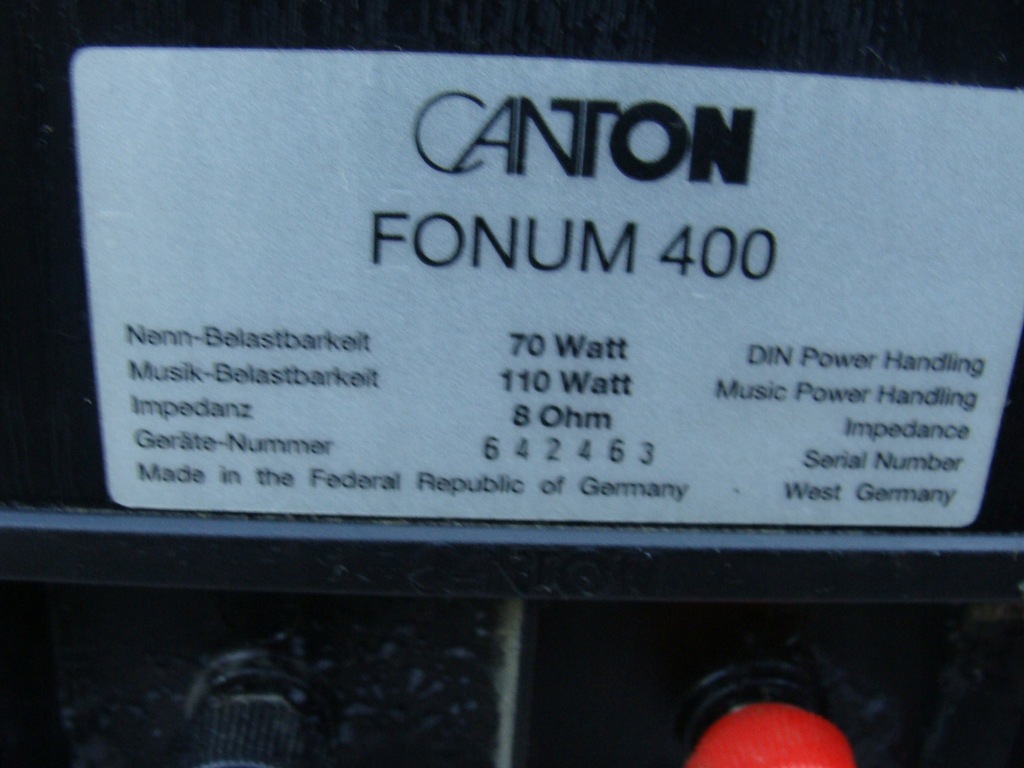 CANTON
FONUM 400
Nenn-Belastbarkeit 70 Watt DIN Power Handling
Musik-Belastbarkeit 110 Watt Music Power Handling
Impedanz 8 Ohm Impedance
Geräte-Nummer 642463 Serial Number
Made in the Federal Republic of Germany · West Germany
CANTON